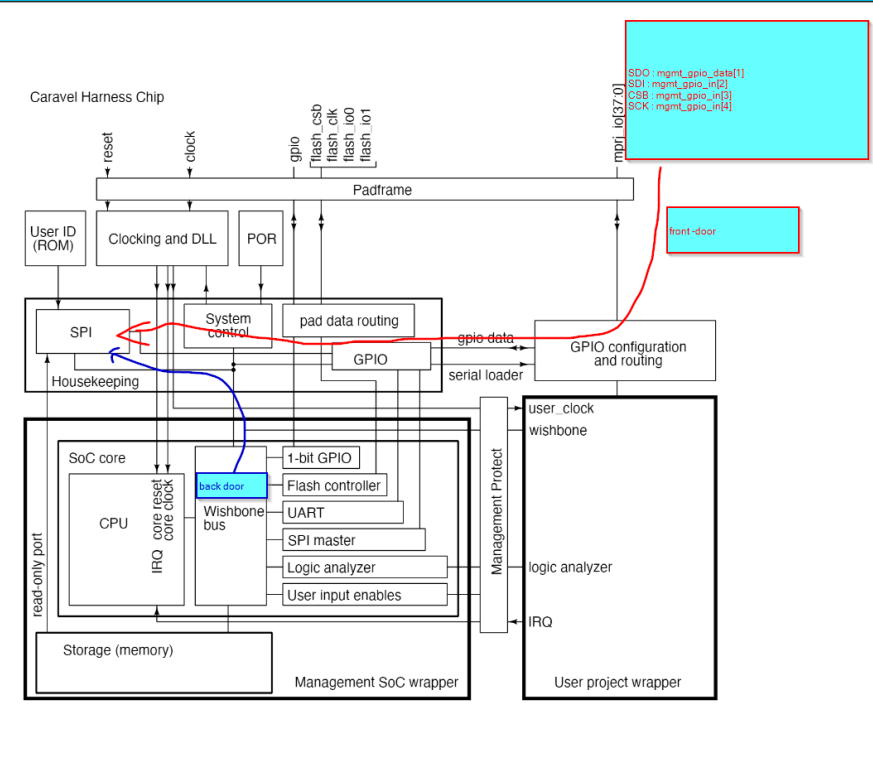 SDO : mgmt_gpio_data[1]
SDI : mgmt_gpio_in[2]
CSB : mgmt_gpio_in[3]
SCK : mgmt_gpio_in[4]
Caravel Harness Chip
reset
clock
gpio
flash_csb
flash_clk
flash_io0
flash_io1
mprj_io[37:0]
Padframe
User ID
(ROM)
Clocking and DLL
POR
front -door
SPI
System
control
pad data routing
GPIO
gpio data
serial loader
GPIO configuration
and routing
Housekeeping
user_clock
wishbone
SoC core
1-bit GPIO
back door
Flash controller
CPU
IRQ
core reset
core clock
Wishbone
bus
UART
SPI master
Logic analyzer
User input enables
Management Protect
logic analyzer
IRQ
read-only port
Storage (memory)
Management SoC wrapper
User project wrapper